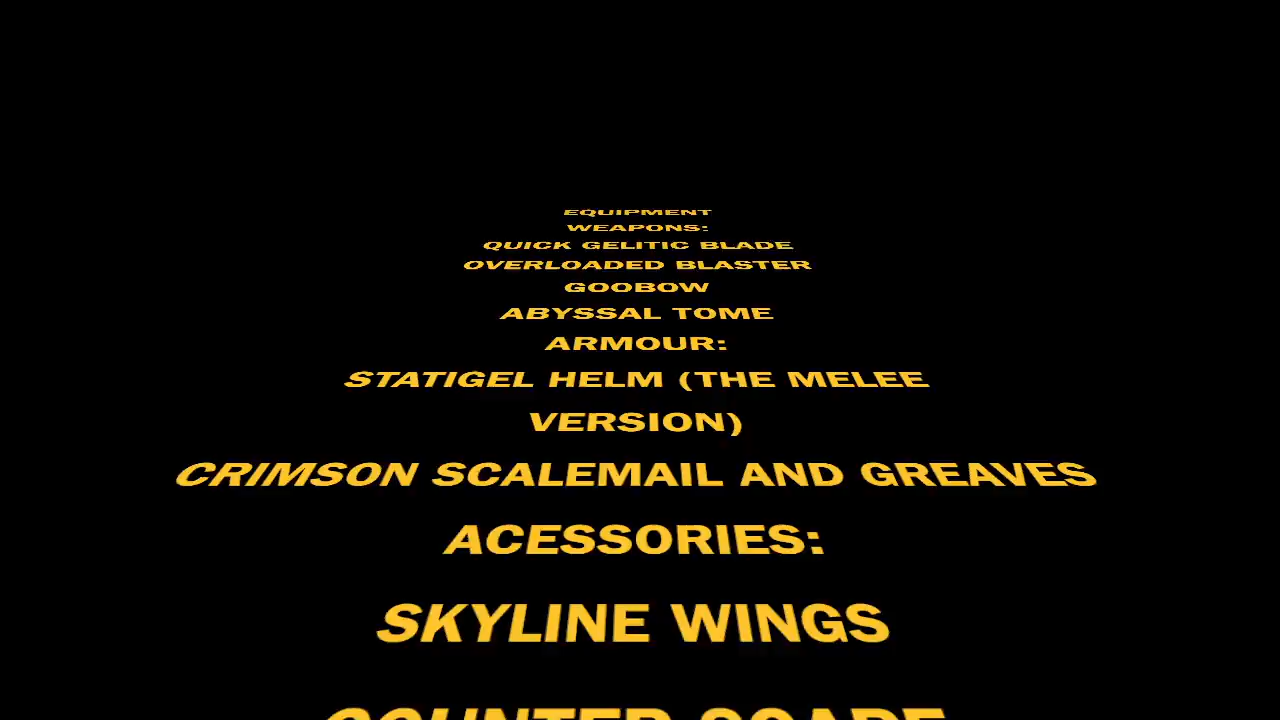 EQUIPMENT
WEAPONS:
QUICK GELITIC BLADE
OVERLOADED BLASTER
GOOBOW
ABYSSAL TOME
ARMOUR:
STATIGEL HELM (THE MELEE
VERSION)
CRIMSON SCALEMAIL AND GREAVES
ACESSORIES:
SKYLINE WINGS
COUNTER